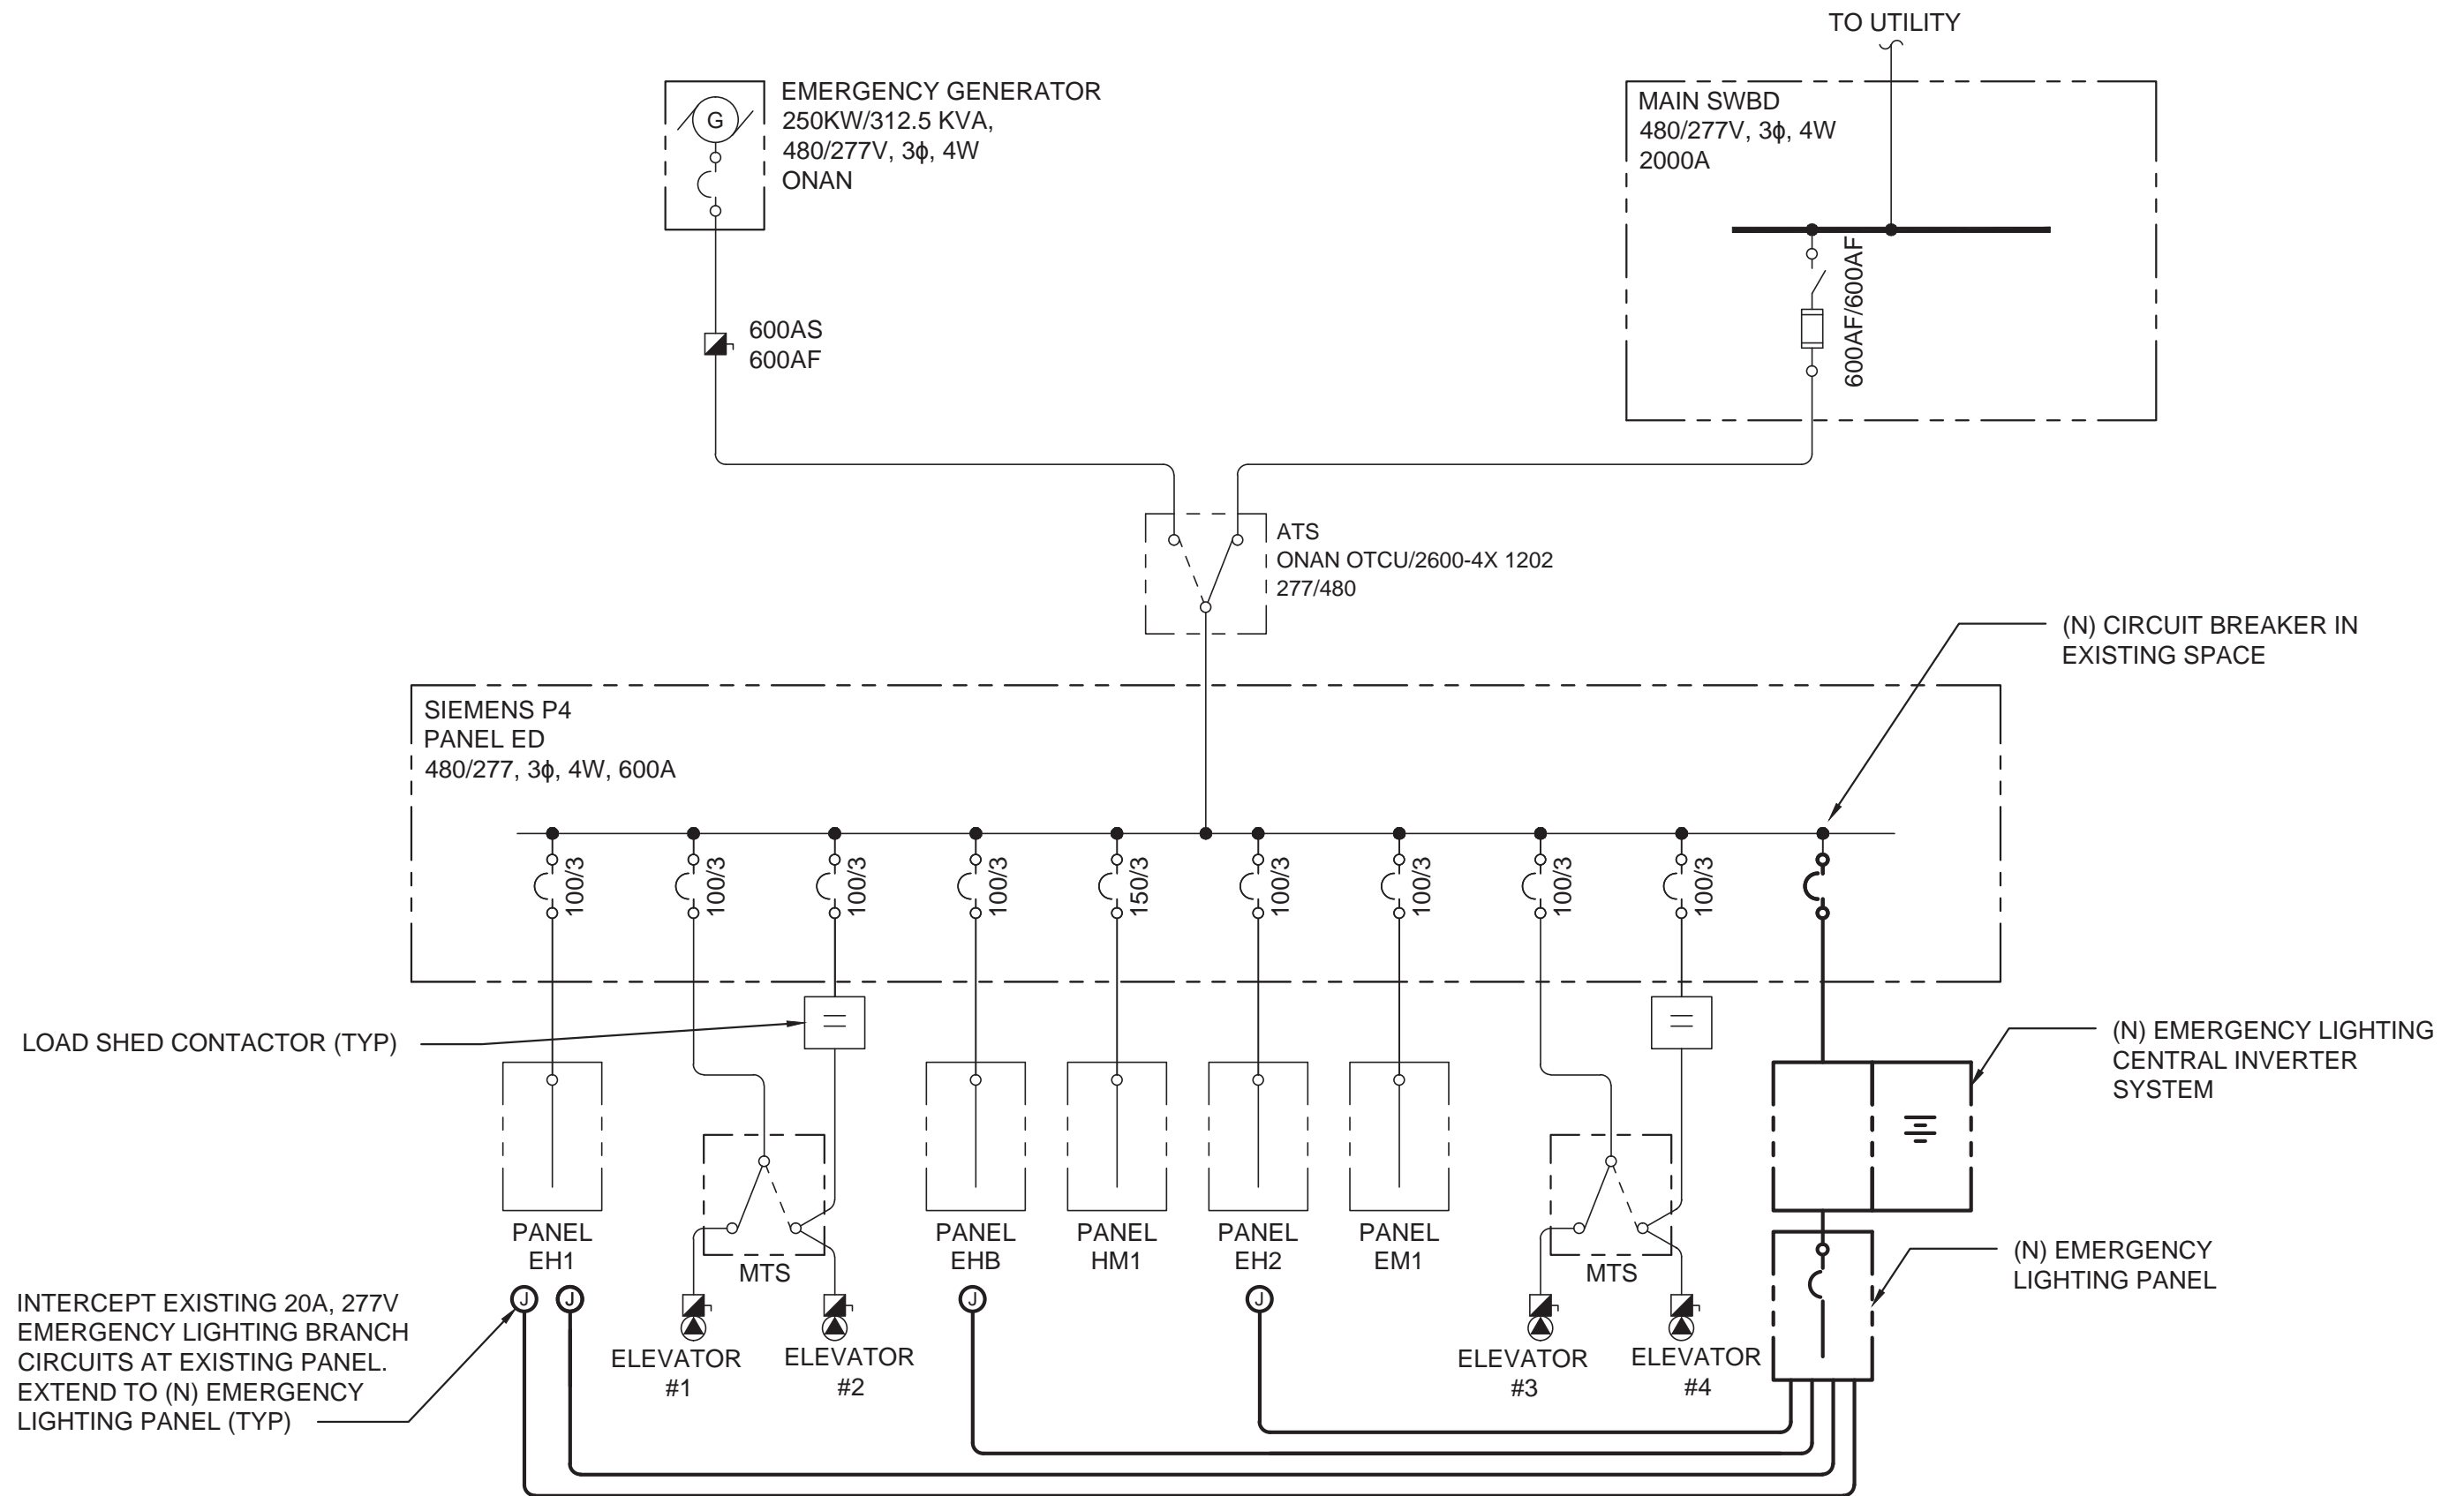 TO UTILITY
EMERGENCY GENERATOR
250KW/312.5 KVA,
480/277V, 3ϕ, 4W
ONAN
G
MAIN SWBD
480/277V, 3ϕ, 4W
2000A
600AF/600AF
600AS
600AF
ATS
ONAN OTCU/2600-4X 1202
277/480
(N) CIRCUIT BREAKER IN
EXISTING SPACE
SIEMENS P4
PANEL ED
480/277, 3ϕ, 4W, 600A
100/3
100/3
100/3
100/3
150/3
100/3
100/3
100/3
100/3
LOAD SHED CONTACTOR (TYP)
(N) EMERGENCY LIGHTING
CENTRAL INVERTER
SYSTEM
PANEL
EH1
MTS
PANEL
EHB
PANEL
HM1
PANEL
EH2
PANEL
EM1
MTS
(N) EMERGENCY
LIGHTING PANEL
J
J
J
J
INTERCEPT EXISTING 20A, 277V
EMERGENCY LIGHTING BRANCH
CIRCUITS AT EXISTING PANEL.
EXTEND TO (N) EMERGENCY
LIGHTING PANEL (TYP)
ELEVATOR
#1
ELEVATOR
#2
ELEVATOR
#3
ELEVATOR
#4